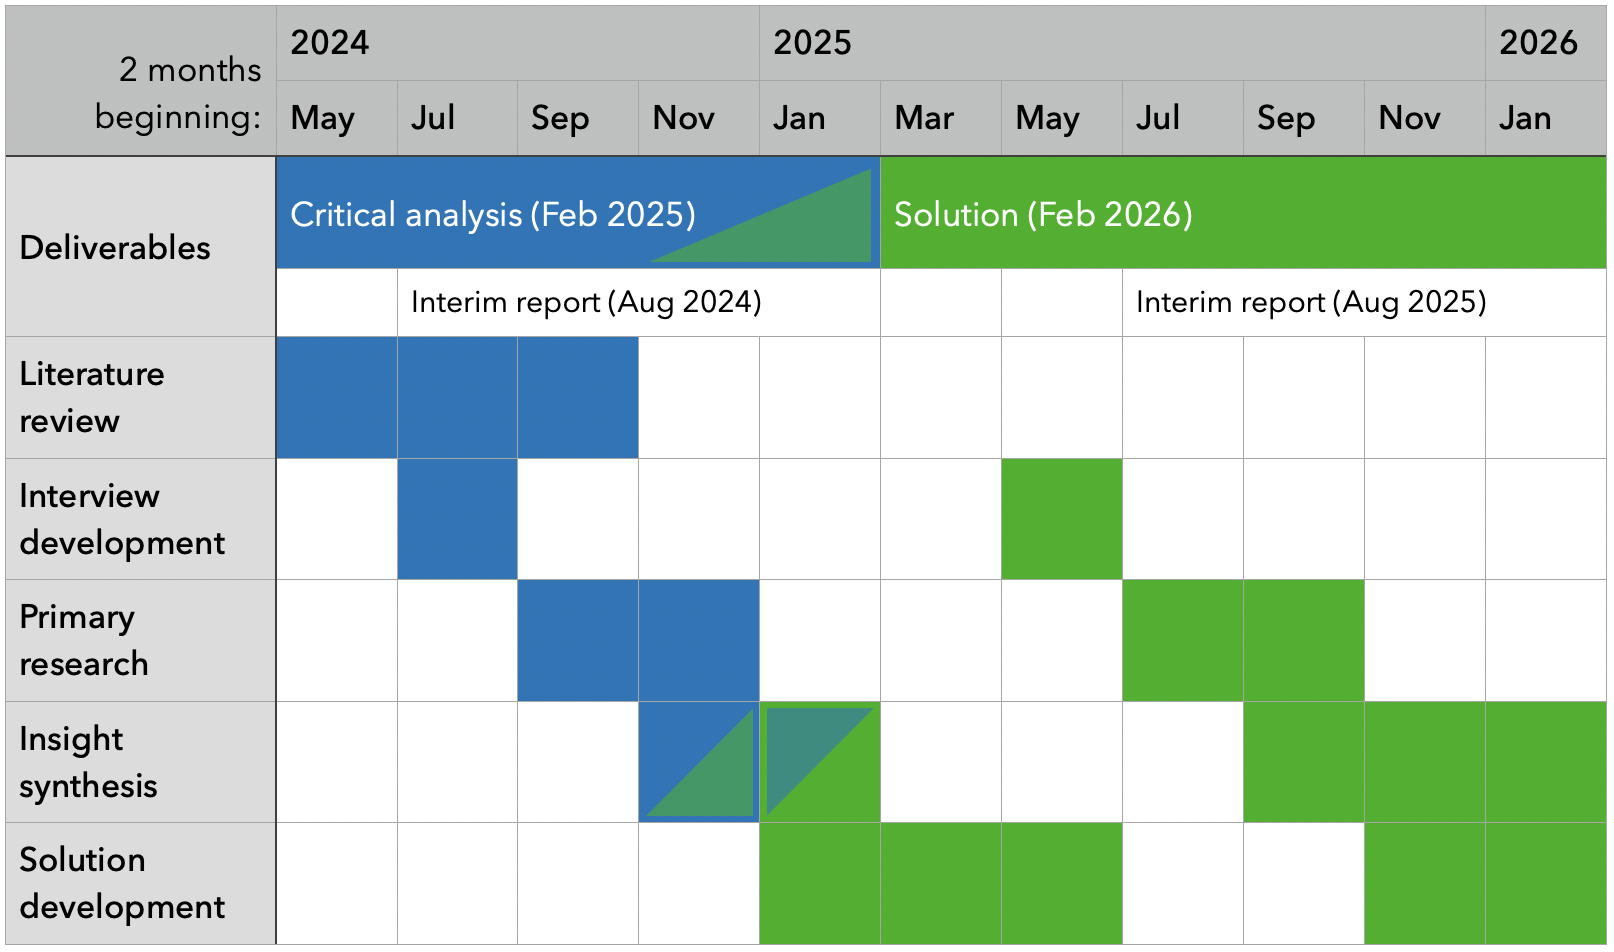 2 months
beginning:
2024
2025
2026
May
Jul
Sep
Nov
Jan
Mar
May
Jul
Sep
Nov
Jan
Deliverables
Critical analysis (Feb 2025)
Solution (Feb 2026)
Interim report (Aug 2024)
Interim report (Aug 2025)
Literature
review
Interview
development
Primary
research
Insight
synthesis
Solution
development